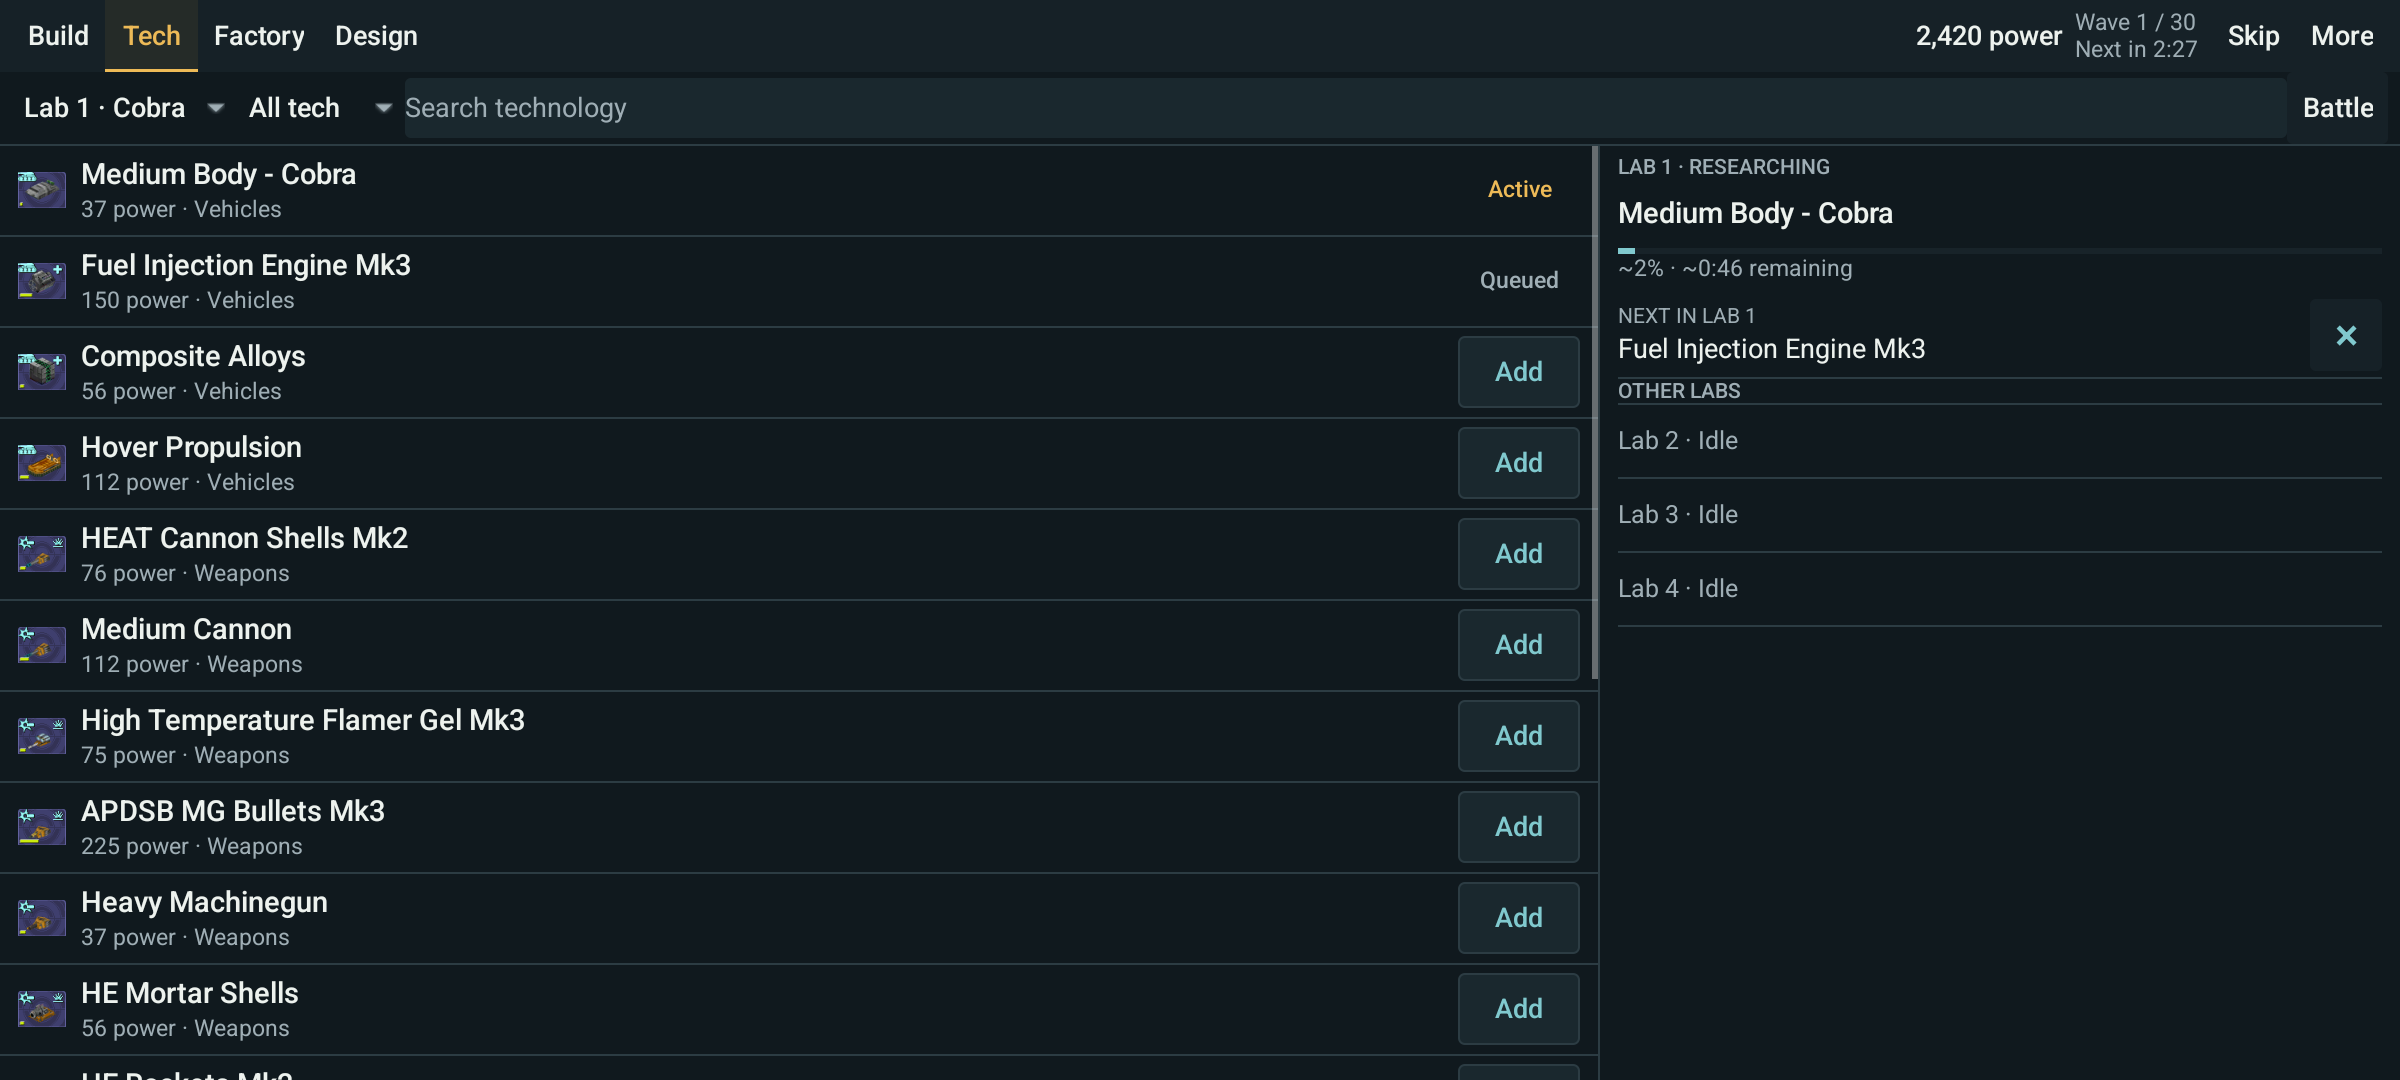 Build Tech Factory Design 2,420 power Wave 1 / 30 Skip More
Next in 2:27
Lab 1 · Cobra All tech Search technology Battle
Medium Body - Cobra
37 power · Vehicles
Active
Fuel Injection Engine Mk3
150 power · Vehicles
Queued
Composite Alloys
56 power · Vehicles
Add
Hover Propulsion
112 power · Vehicles
Add
HEAT Cannon Shells Mk2
76 power · Weapons
Add
Medium Cannon
112 power · Weapons
Add
High Temperature Flamer Gel Mk3
75 power · Weapons
Add
APDSB MG Bullets Mk3
225 power · Weapons
Add
Heavy Machinegun
37 power · Weapons
Add
HE Mortar Shells
56 power · Weapons
Add
LAB 1 · RESEARCHING
Medium Body - Cobra
~2% · ~0:46 remaining
NEXT IN LAB 1
Fuel Injection Engine Mk3
OTHER LABS
Lab 2 · Idle
Lab 3 · Idle
Lab 4 · Idle